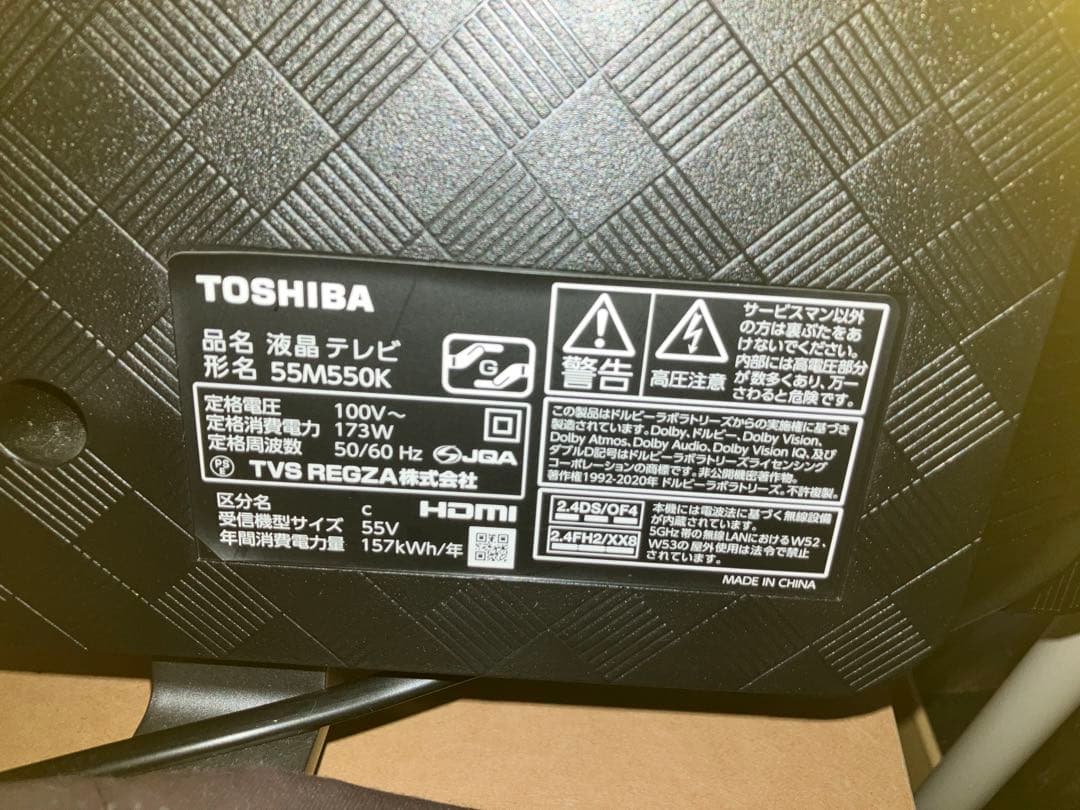 TOSHIBA
品名 液晶テレビ
形名 55M550K
G
定格電圧 100V～
定格消費電力 173W
定格周波数 50/60 Hz
JQA
PS
E
TVS REGZA株式会社
区分名 C
受信機型サイズ 55V
年間消費電力量 157kWh/年
HDMI
警告
高圧注意
サービスマン以外
の方は裏ぶたをあ
けないでください。
内部には高電圧部分
が数多くあり、万一
さわると危険です。
この製品はドルビーラボラトリーズからの実施権に基づき
製造されています。Dolby、ドルビー、Dolby Vision、
Dolby Atmos、Dolby Audio、Dolby Vision IQ、及び
ダブルD記号はドルビーラボラトリーズライセンシング
コーポレーションの商標です。非公開機密著作物。
著作権1992-2020年 ドルビーラボラトリーズ。不許複製。
2.4DS/OF4
2.4FH2/XX8
本機には電波法に基づく無線設備
が内蔵されています。
5GHz帯の無線LANにおけるW52、
W53の屋外使用は法令で禁止
されています。
MADE IN CHINA